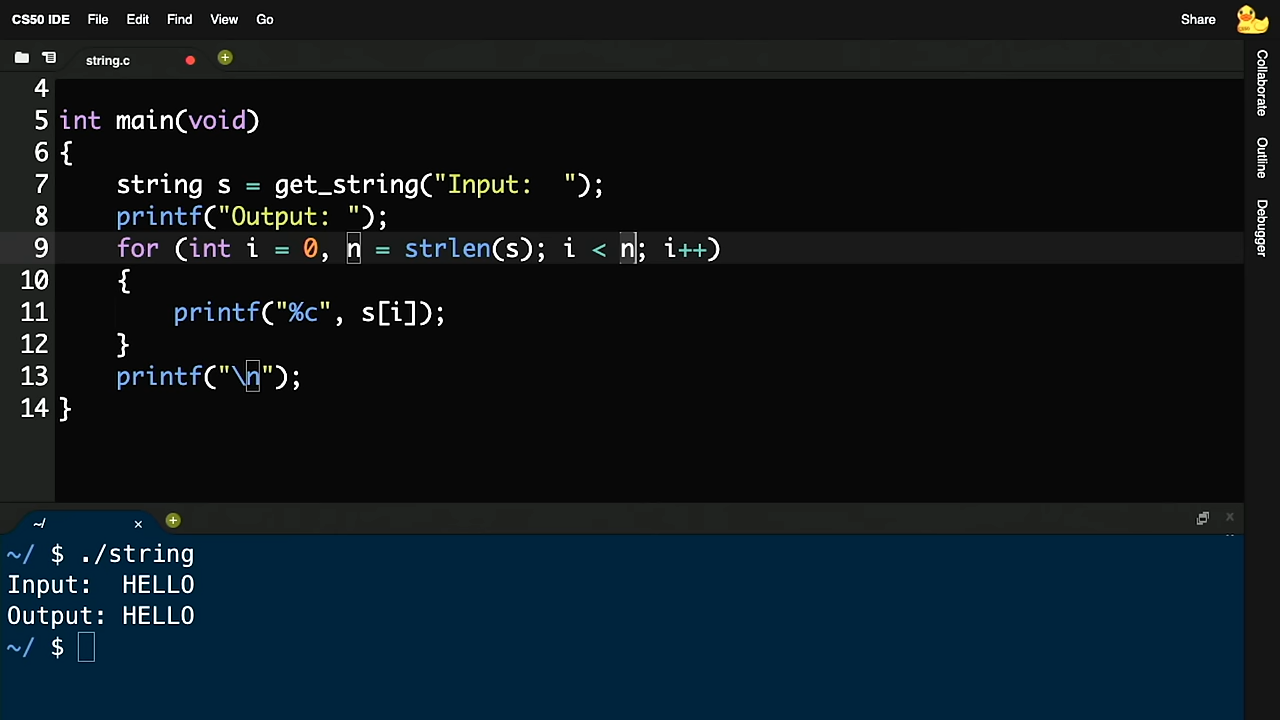 CS50 IDE File Edit Find View Go Share
string.c
4
5 int main(void)
6 {
7     string s = get_string("Input:  ");
8     printf("Output: ");
9     for (int i = 0, n = strlen(s); i < n; i++)
10     {
11         printf("%c", s[i]);
12     }
13     printf("\n");
14 }
Collaborate
Outline
Debugger
~/
~/ $ ./string
Input:  HELLO
Output: HELLO
~/ $